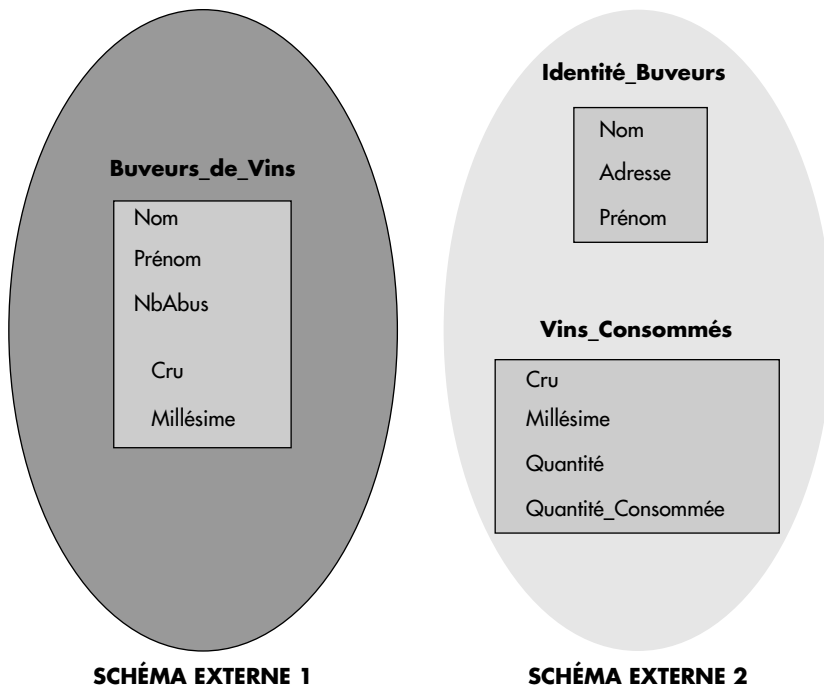 Buveurs_de_Vins
Nom
Prénom
NbAbus
Cru
Millésime
SCHÉMA EXTERNE 1
Identité_Buveurs
Nom
Adresse
Prénom
Vins_Consommés
Cru
Millésime
Quantité
Quantité_Consommée
SCHÉMA EXTERNE 2